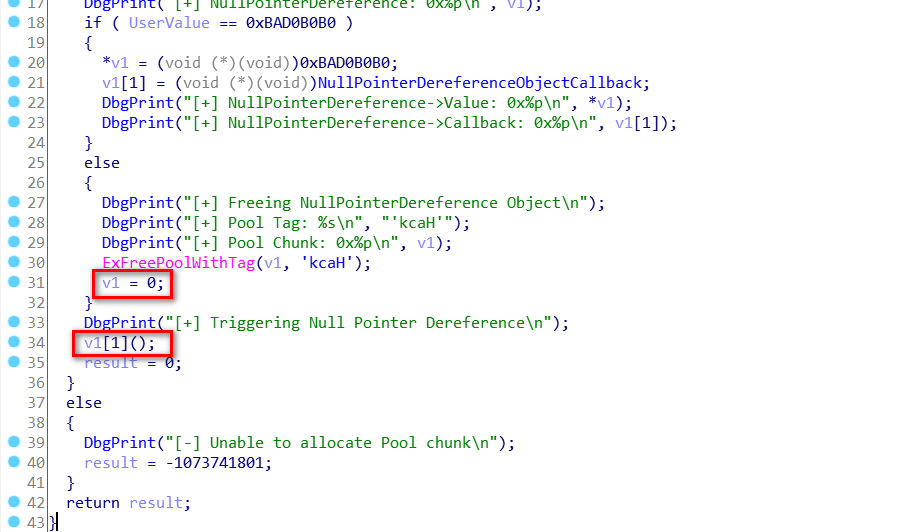 17 DbgPrint("[+] NullPointerDereference: 0x%p\n", v1);
18 if ( UserValue == 0xBAD0B0B0 )
19 {
20 *v1 = (void (*)(void))0xBAD0B0B0;
21 v1[1] = (void (*)(void))NullPointerDereferenceObjectCallback;
22 DbgPrint("[+] NullPointerDereference->Value: 0x%p\n", *v1);
23 DbgPrint("[+] NullPointerDereference->Callback: 0x%p\n", v1[1]);
24 }
25 else
26 {
27 DbgPrint("[+] Freeing NullPointerDereference Object\n");
28 DbgPrint("[+] Pool Tag: %s\n", "'kcaH'");
29 DbgPrint("[+] Pool Chunk: 0x%p\n", v1);
30 ExFreePoolWithTag(v1, 'kcaH');
31 v1 = 0;
32 }
33 DbgPrint("[+] Triggering Null Pointer Dereference\n");
34 v1[1]();
35 result = 0;
36 }
37 else
38 {
39 DbgPrint("[-] Unable to allocate Pool chunk\n");
40 result = -1073741801;
41 }
42 return result;
43 }